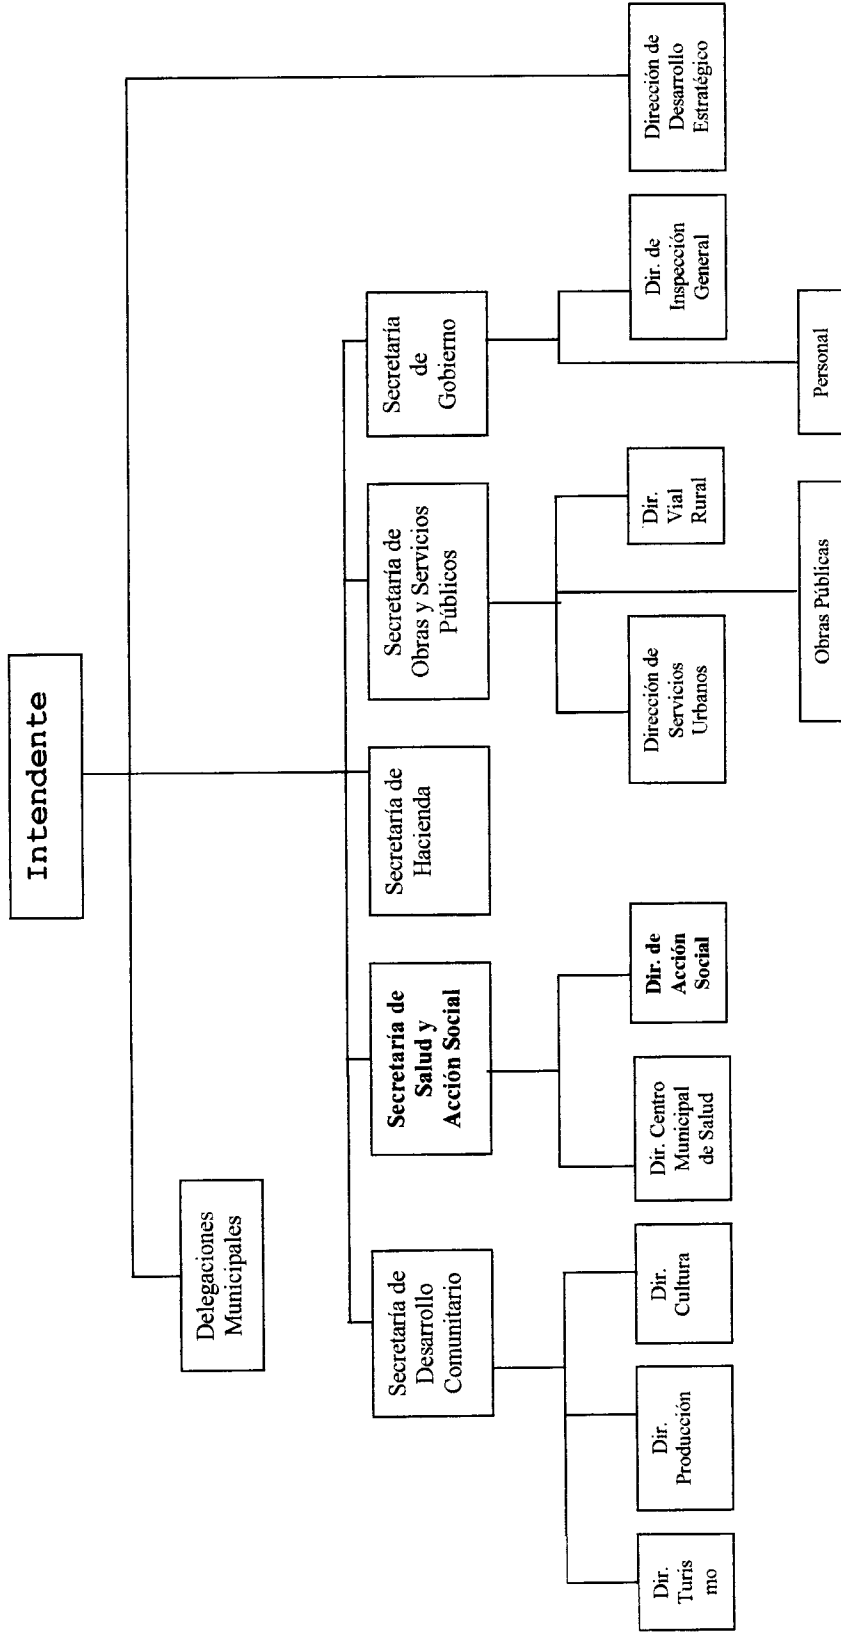 Intendente
Delegaciones
Municipales
Secretaría de
Desarrollo
Comunitario
Secretaría de
Salud y
Acción Social
Secretaría de
Hacienda
Secretaría de
Obras y Servicios
Públicos
Secretaría
de
Gobierno
Dir.
Turis
mo
Dir.
Producción
Dir.
Cultura
Dir. Centro
Municipal
de Salud
Dir. de
Acción
Social
Dirección de
Servicios
Urbanos
Dir.
Vial
Rural
Dir. de
Inspección
General
Dirección de
Desarrollo
Estratégico
Obras Públicas
Personal